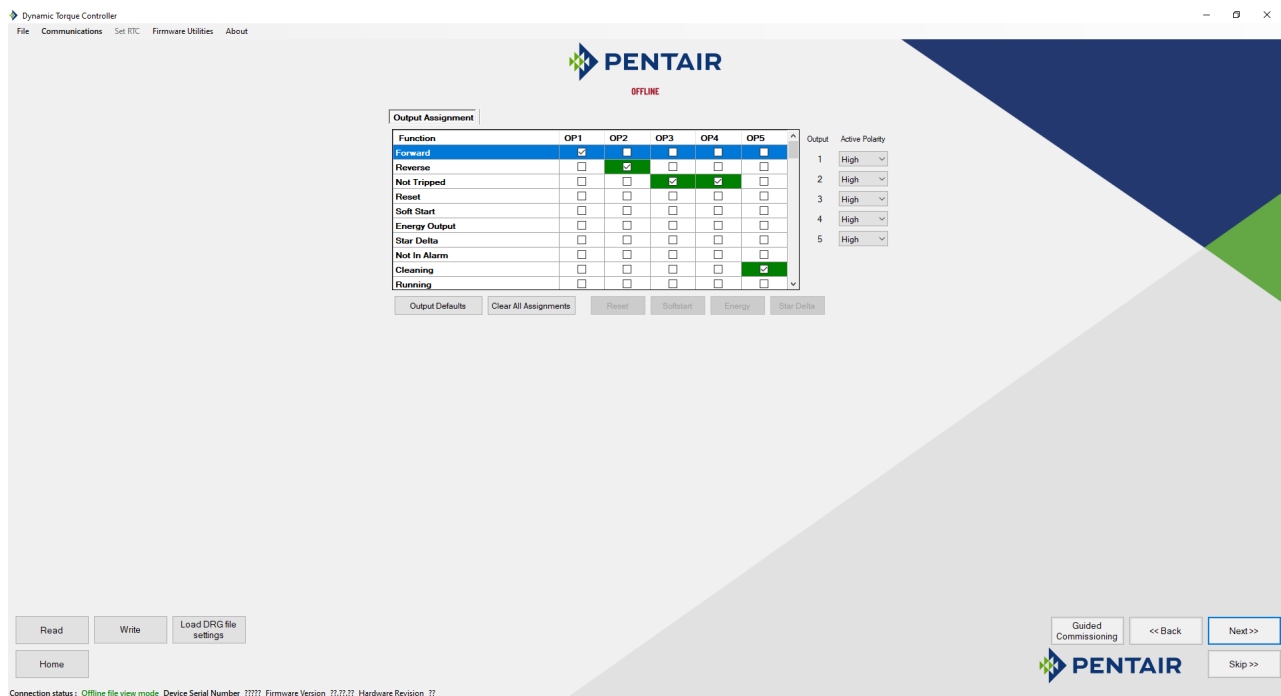 Dynamic Torque Controller
File Communications Set RTC Firmware Utilities About
PENTAIR
OFFLINE
Output Assignment
Function OP1 OP2 OP3 OP4 OP5
Output Active Polarity
Forward
1 High
Reverse
Not Tripped
2 High
Reset
3 High
Soft Start
Energy Output
4 High
Star Delta
5 High
Not In Alarm
Cleaning
Running
Output Defaults Clear All Assignments Reset Softstart Energy Star Delta
Read Write Load DRG file
settings
Guided
Commissioning << Back Next >>
Home
PENTAIR
Skip >>
Connection status : Offline file view mode Device Serial Number ????? Firmware Version ??.??.?? Hardware Revision ??